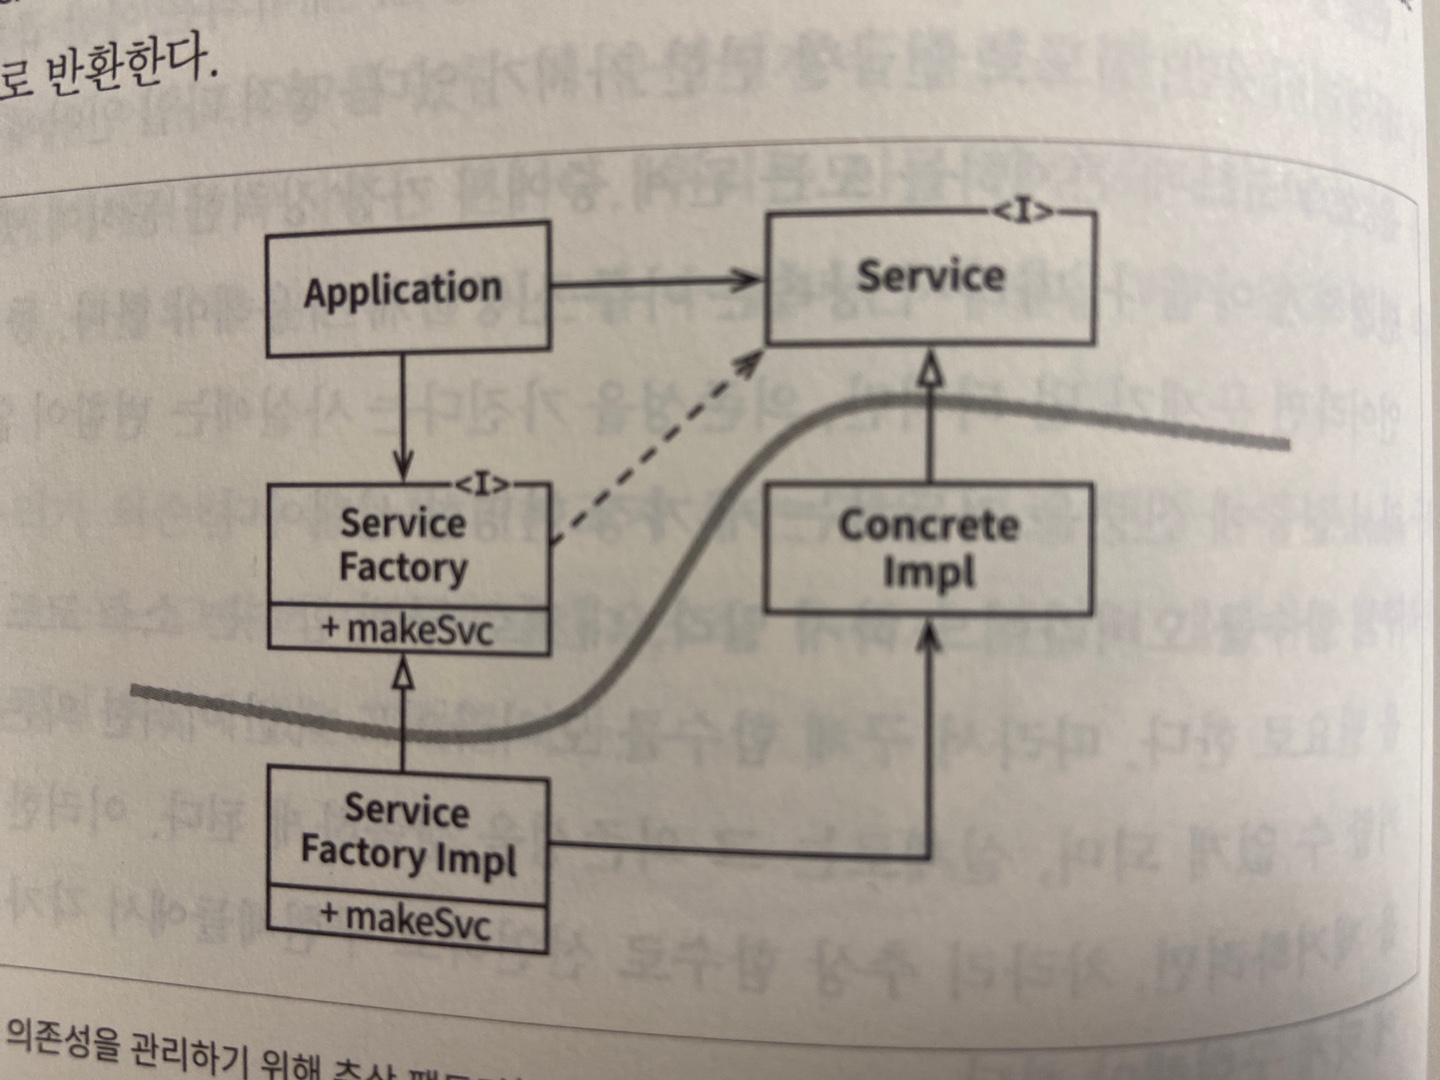 로 반환한다.
Application
<I>
Service
<I>
Service
Factory
+ makeSvc
Concrete
Impl
Service
Factory Impl
+ makeSvc
의존성을 관리하기 위해 추상